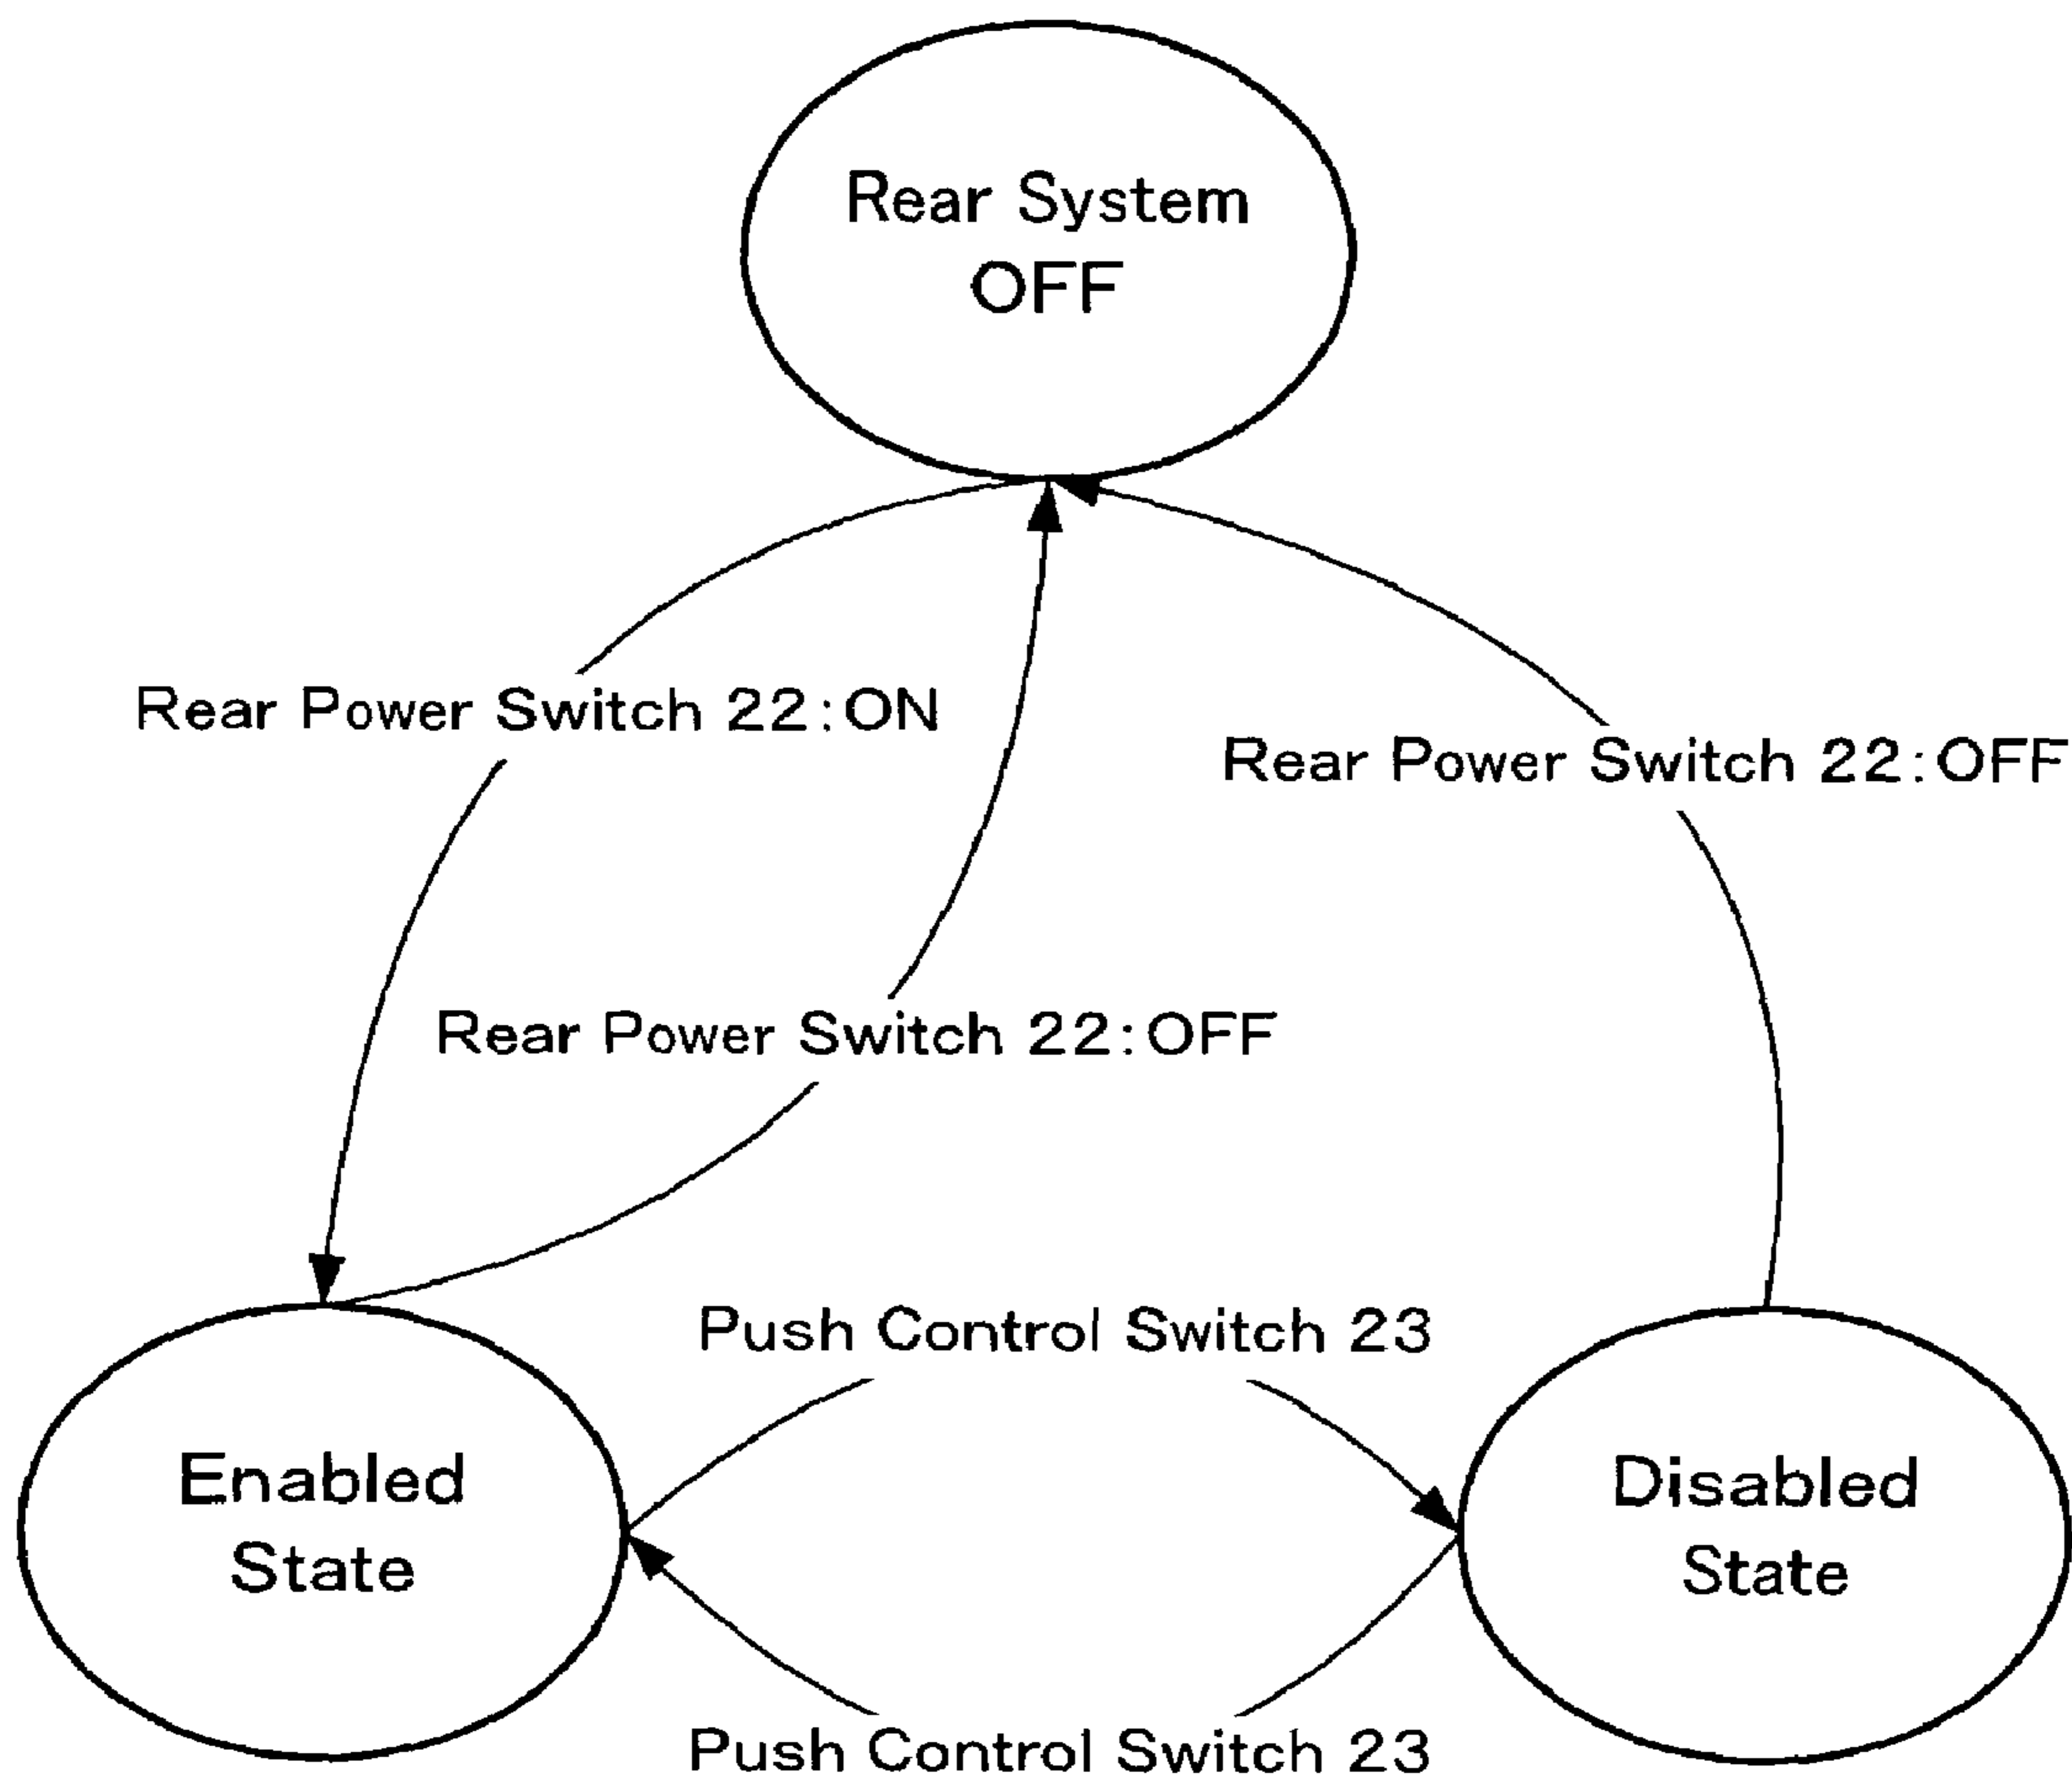 Rear System
OFF
Rear Power Switch 22:ON
Rear Power Switch 22:OFF
Rear Power Switch 22:OFF
Push Control Switch 23
Enabled
State
Disabled
State
Push Control Switch 23